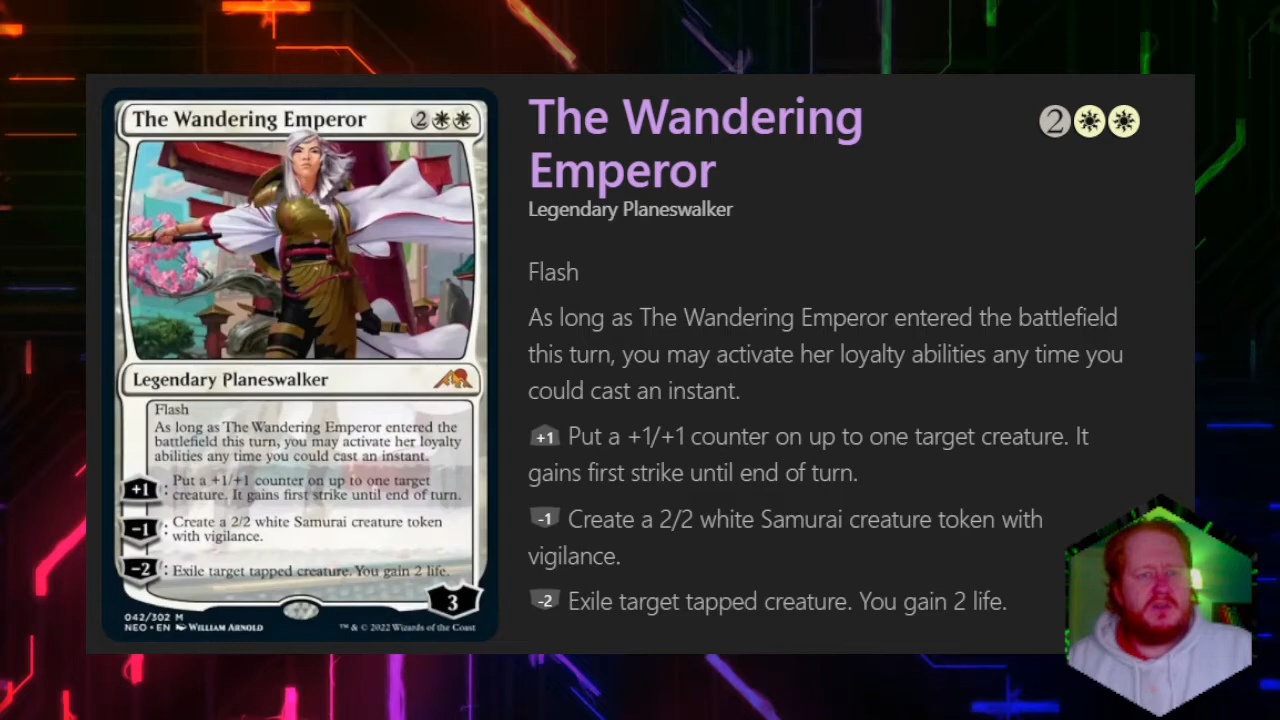 The Wandering Emperor 2
Legendary Planeswalker
Flash
As long as The Wandering Emperor entered the
battlefield this turn, you may activate her loyalty
abilities any time you could cast an instant.
+1 : Put a +1/+1 counter on up to one target
creature. It gains first strike until end of turn.
−1 : Create a 2/2 white Samurai creature token
with vigilance.
−2 : Exile target tapped creature. You gain 2 life.
3
042/302 M
NEO • EN WILLIAM ARNOLD
™ & © 2022 Wizards of the Coast
The Wandering
Emperor
2
Legendary Planeswalker
Flash
As long as The Wandering Emperor entered the battlefield
this turn, you may activate her loyalty abilities any time you
could cast an instant.
+1 Put a +1/+1 counter on up to one target creature. It
gains first strike until end of turn.
-1 Create a 2/2 white Samurai creature token with
vigilance.
-2 Exile target tapped creature. You gain 2 life.